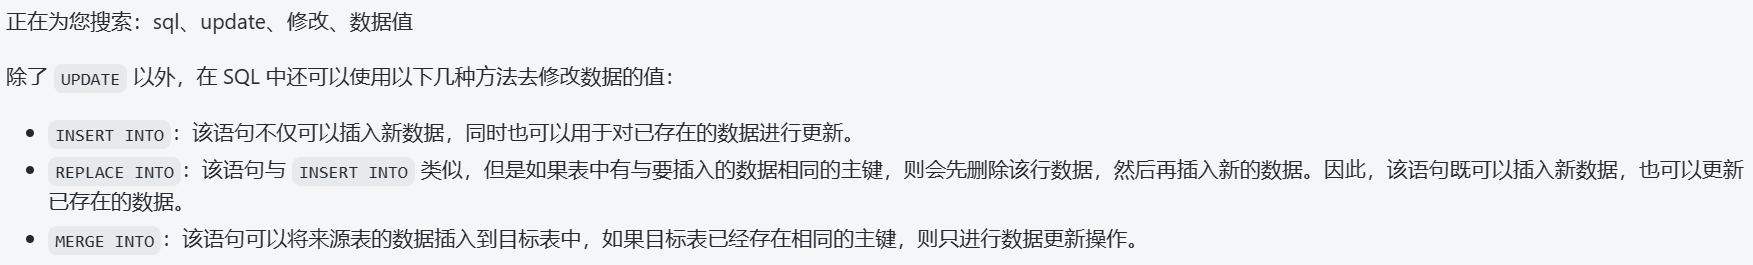 正在为您搜索：sql、update、修改、数据值
除了 UPDATE 以外，在 SQL 中还可以使用以下几种方法去修改数据的值：
• INSERT INTO：该语句不仅可以插入新数据，同时也可以用于对已存在的数据进行更新。
• REPLACE INTO：该语句与 INSERT INTO 类似，但是如果表中有与要插入的数据相同的主键，则会先删除该行数据，然后再插入新的数据。因此，该语句既可以插入新数据，也可以更新
已存在的数据。
• MERGE INTO：该语句可以将来源表的数据插入到目标表中，如果目标表已经存在相同的主键，则只进行数据更新操作。